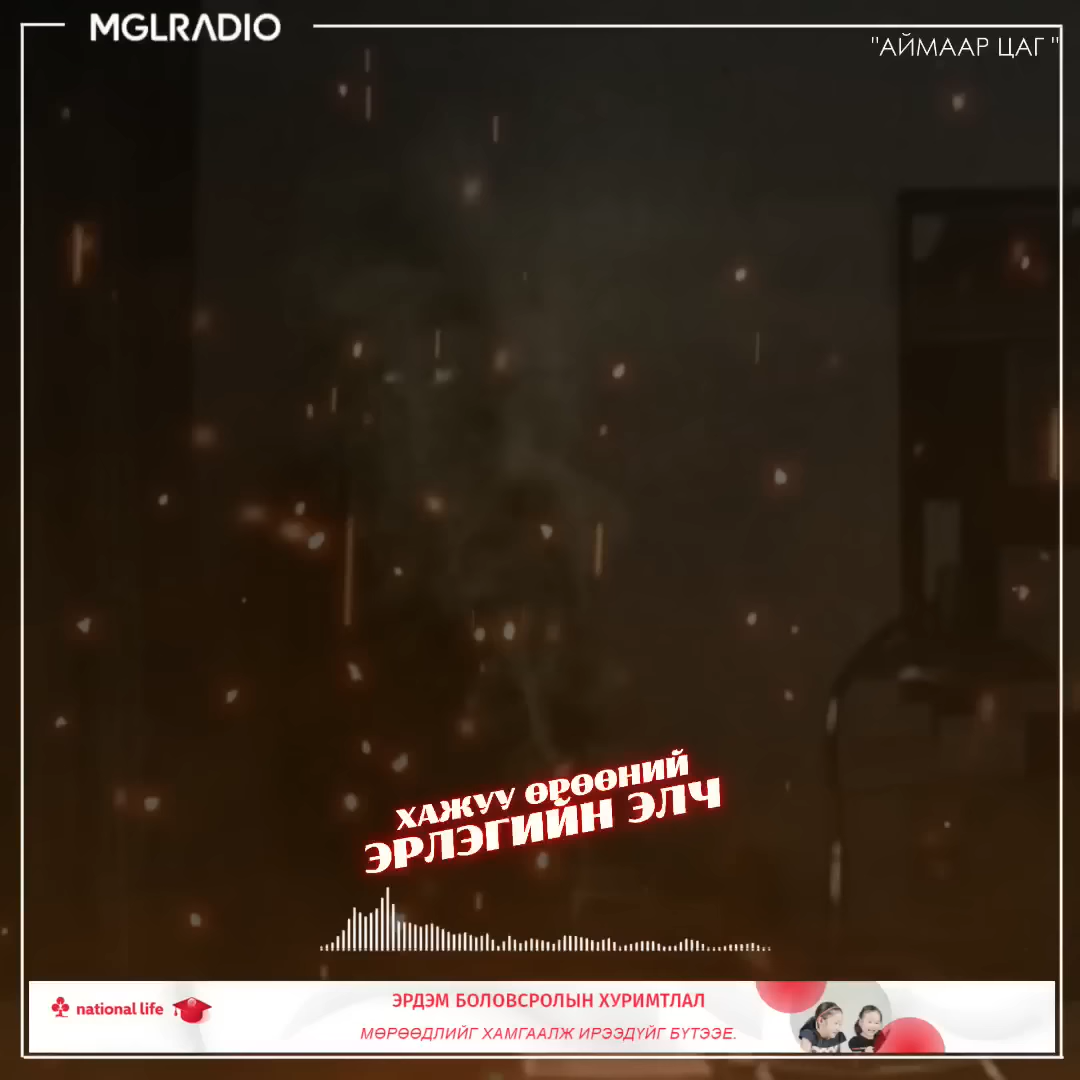 MGLRADIO
"АЙМААР ЦАГ "
ХАЖУУ ӨРӨӨНИЙ
ЭРЛЭГИЙН ЭЛЧ
national life
ЭРДЭМ БОЛОВСРОЛЫН ХУРИМТЛАЛ
МӨРӨӨДЛИЙГ ХАМГААЛЖ ИРЭЭДҮЙГ БҮТЭЭЕ.